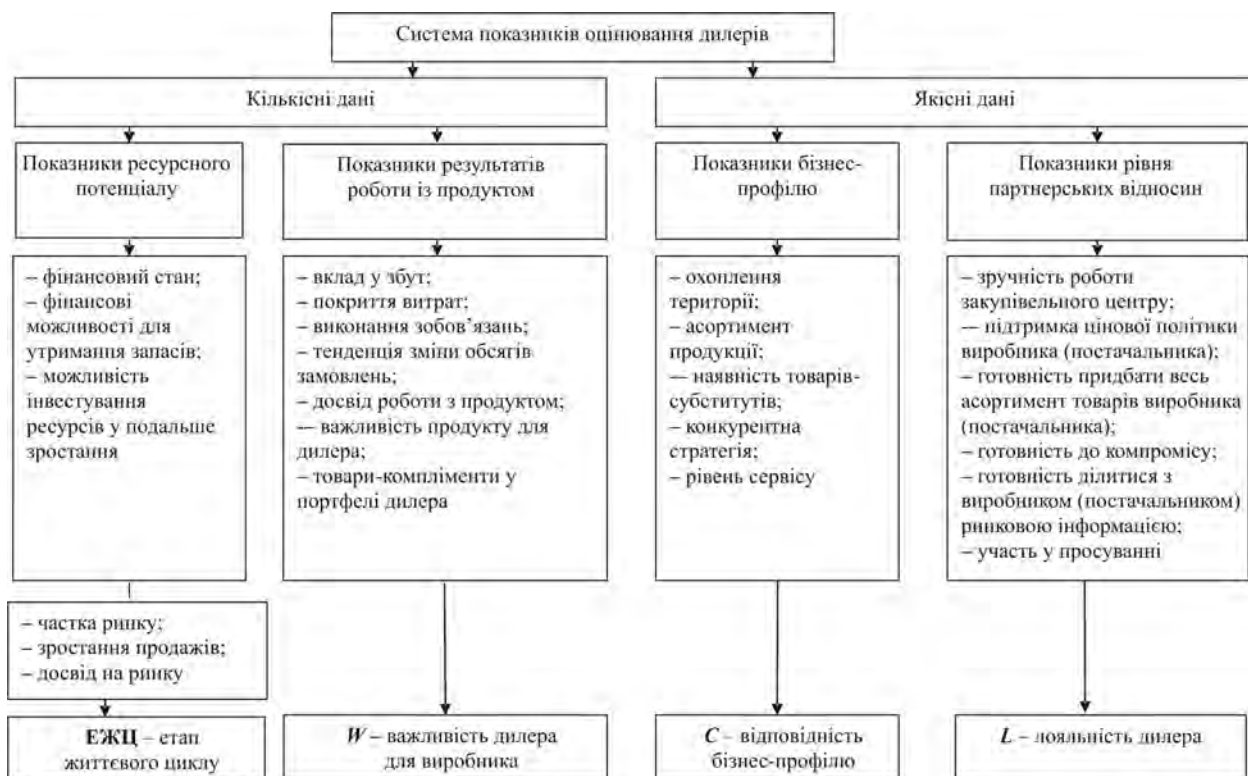 Система показників оцінювання дилерів
Кількісні дані
Якісні дані
Показники ресурсного
потенціалу
Показники результатів
роботи із продуктом
Показники бізнес-
профілю
Показники рівня
партнерських відносин
– фінансовий стан;
– фінансові
можливості для
утримання запасів;
– можливість
інвестування
ресурсів у подальше
зростання
– вклад у збут;
– покриття витрат;
– виконання зобов’язань;
– тенденція зміни обсягів
замовлень;
– досвід роботи з продуктом;
— важливість продукту для
дилера;
– товари-компліменти у
портфелі дилера
– охоплення
території;
– асортимент
продукції;
— наявність товарів-
субститутів;
– конкурентна
стратегія;
– рівень сервісу
– зручність роботи
закупівельного центру;
— підтримка цінової політики
виробника (постачальника);
– готовність придбати весь
асортимент товарів виробника
(постачальника);
– готовність до компромісу;
– готовність ділитися з
виробником (постачальником)
ринковою інформацією;
– участь у просуванні
– частка ринку;
– зростання продажів;
– досвід на ринку
ЕЖЦ – етап
життєвого циклу
W – важливість дилера
для виробника
C – відповідність
бізнес-профілю
L – лояльність дилера